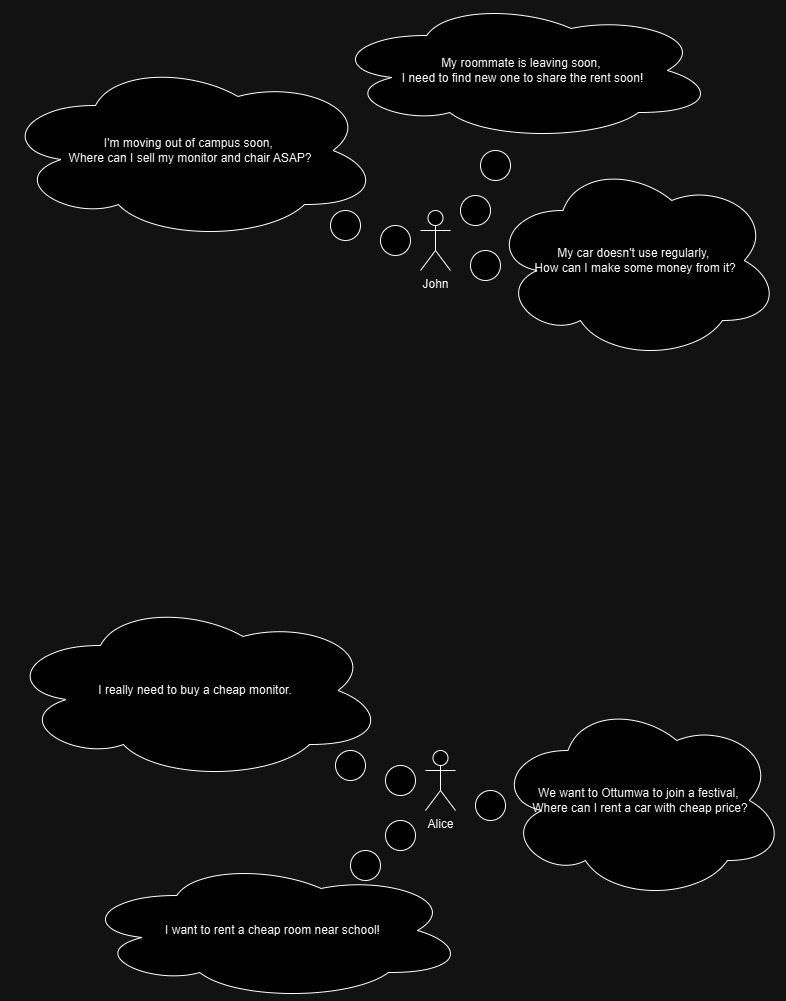 My roommate is leaving soon,
I need to find new one to share the rent soon!
I'm moving out of campus soon,
Where can I sell my monitor and chair ASAP?
My car doesn't use regularly,
How can I make some money from it?
John
I really need to buy a cheap monitor.
We want to Ottumwa to join a festival,
Where can I rent a car with cheap price?
Alice
I want to rent a cheap room near school!